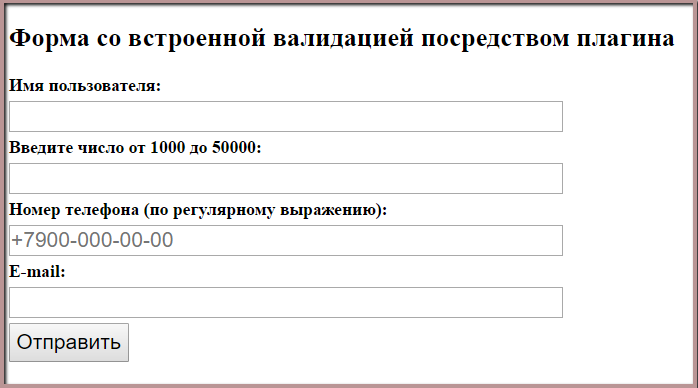 Форма со встроенной валидацией посредством плагина
Имя пользователя:
Введите число от 1000 до 50000:
Номер телефона (по регулярному выражению):
+7900-000-00-00
E-mail:
Отправить